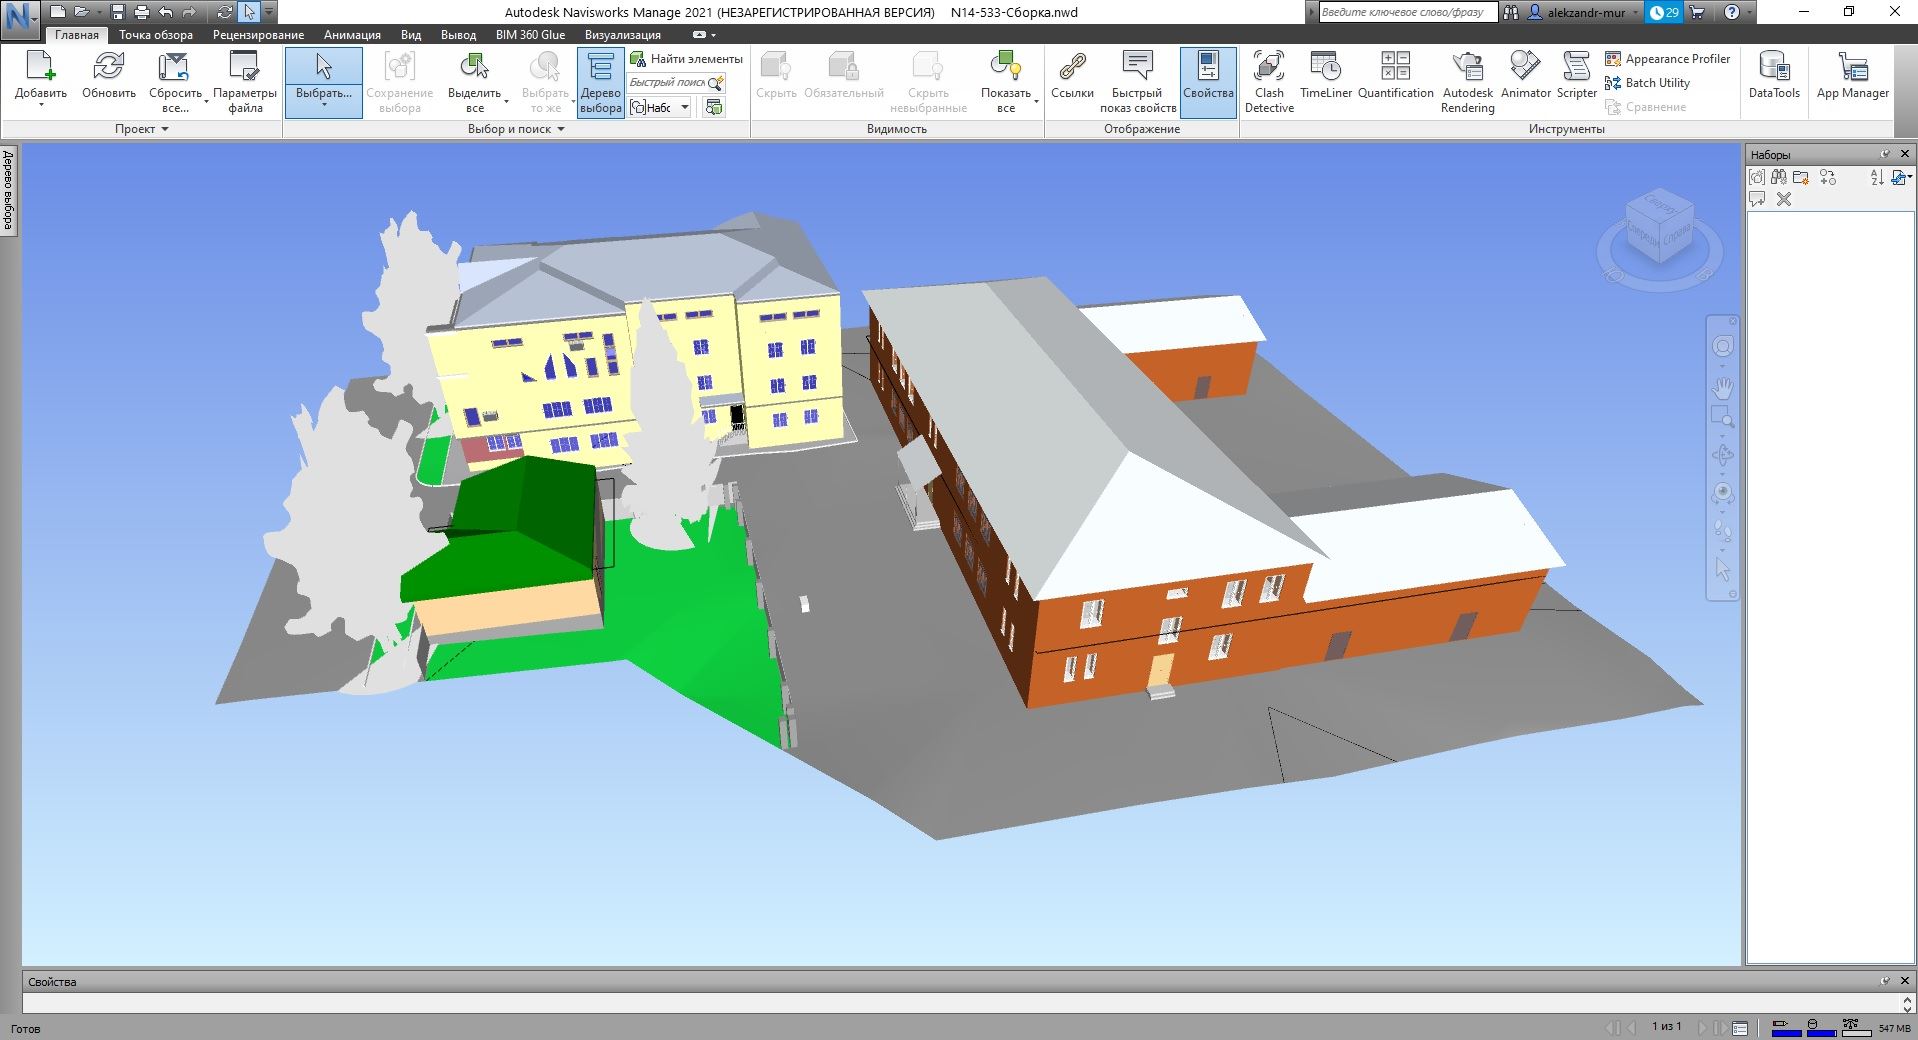 Autodesk Navisworks Manage 2021 (НЕЗАРЕГИСТРИРОВАННАЯ ВЕРСИЯ) N14-533-Сборка.nwd
Введите ключевое слово/фразу
alekzandr-mur
29
Главная Точка обзора Рецензирование Анимация Вид Вывод BIM 360 Glue Визуализация
Добавить
Обновить
Сбросить
все...
Параметры
файла
Проект
Выбрать...
Сохранение
выбора
Выделить
все
Выбрать
то же
Дерево
выбора
Найти элементы
Быстрый поиск
Набс
Выбор и поиск
Скрыть
Обязательный
Скрыть
невыбранные
Показать
все
Видимость
Ссылки
Быстрый
показ свойств
Свойства
Отображение
Clash
Detective
TimeLiner
Quantification
Autodesk
Rendering
Animator
Scripter
Appearance Profiler
Batch Utility
Сравнение
Инструменты
DataTools
App Manager
Дерево выбора
Наборы
Сверху
Спереди
Справа
Ю
В
Свойства
Готов
1 из 1
547 MB